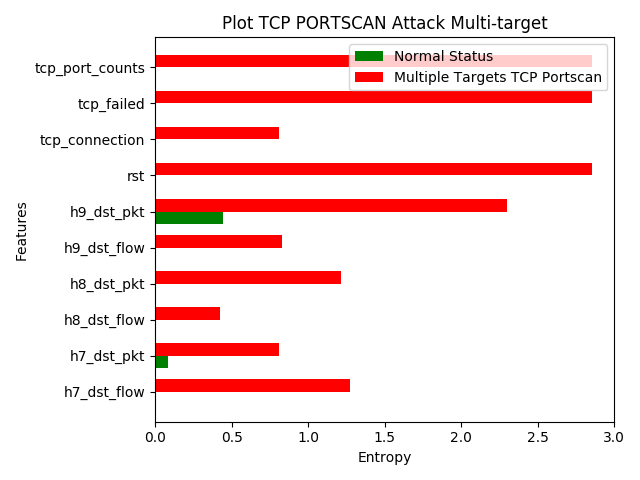 Plot TCP PORTSCAN Attack Multi-target
Normal Status
Multiple Targets TCP Portscan
tcp_port_counts
tcp_failed
tcp_connection
rst
h9_dst_pkt
h9_dst_flow
h8_dst_pkt
h8_dst_flow
h7_dst_pkt
h7_dst_flow
Features
0.0 0.5 1.0 1.5 2.0 2.5 3.0
Entropy